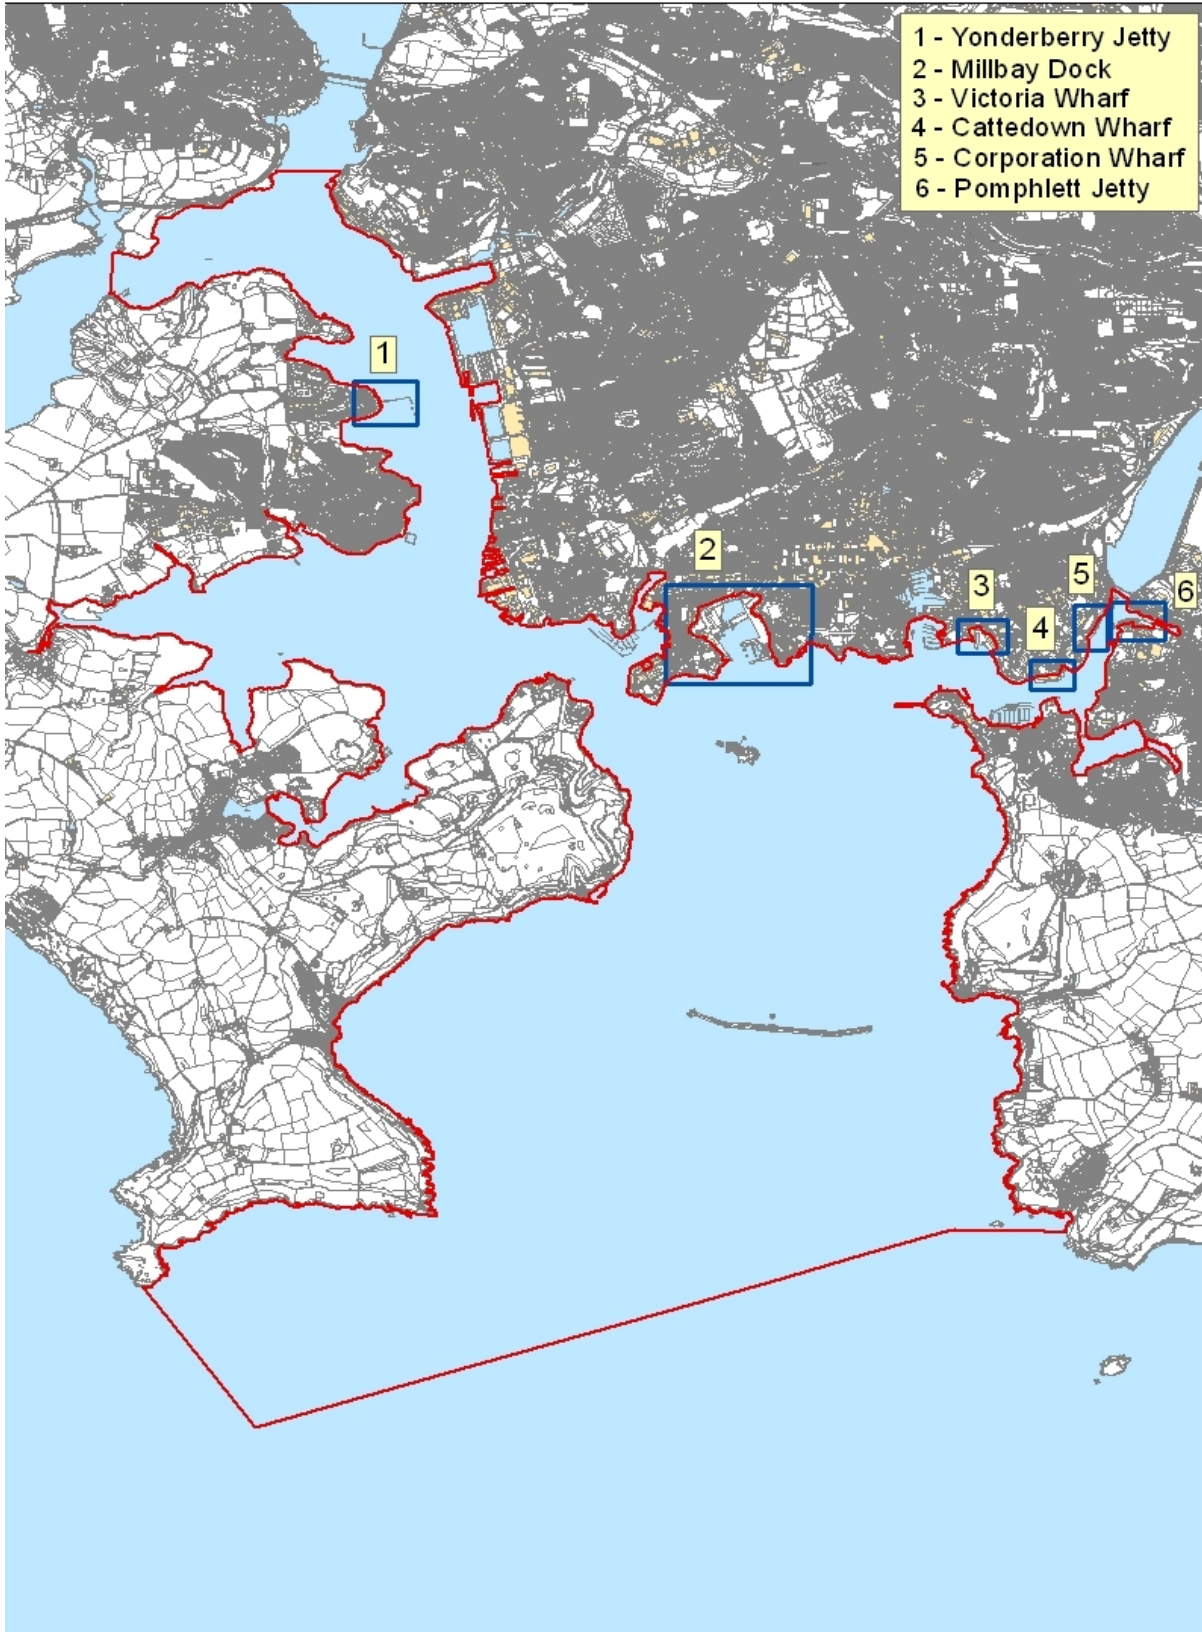 1 - Yonderberry Jetty
2 - Millbay Dock
3 - Victoria Wharf
4 - Cattedown Wharf
5 - Corporation Wharf
6 - Pomphlett Jetty
1
2
3
5
6
4